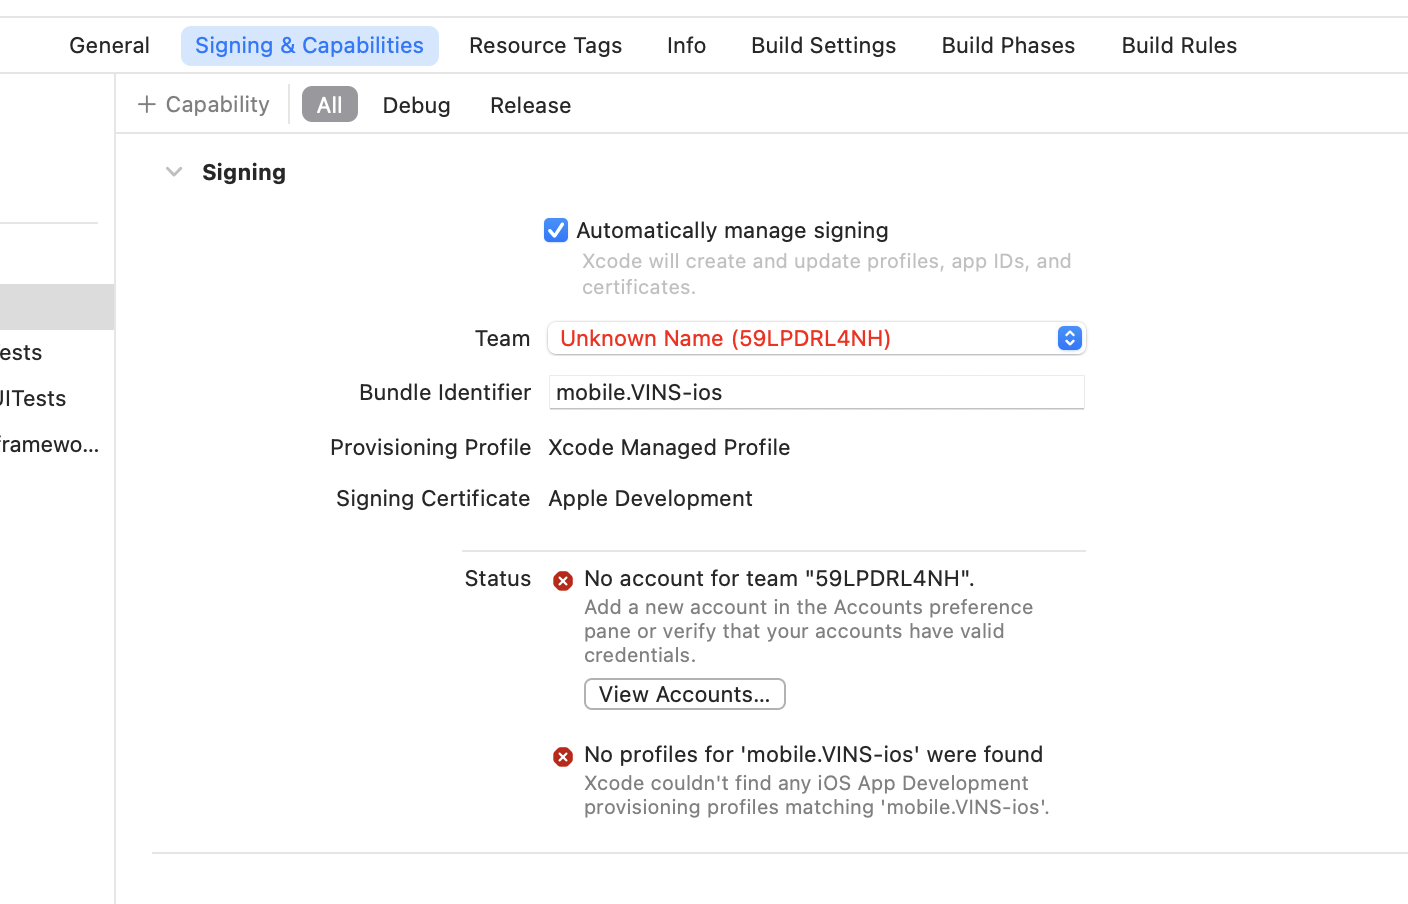 General Signing & Capabilities Resource Tags Info Build Settings Build Phases Build Rules
+ Capability All Debug Release
Signing
Automatically manage signing
Xcode will create and update profiles, app IDs, and
certificates.
Team Unknown Name (59LPDRL4NH)
ests
Bundle Identifier mobile.VINS-ios
UITests
framewo...
Provisioning Profile Xcode Managed Profile
Signing Certificate Apple Development
Status No account for team "59LPDRL4NH".
Add a new account in the Accounts preference
pane or verify that your accounts have valid
credentials.
View Accounts...
No profiles for 'mobile.VINS-ios' were found
Xcode couldn't find any iOS App Development
provisioning profiles matching 'mobile.VINS-ios'.